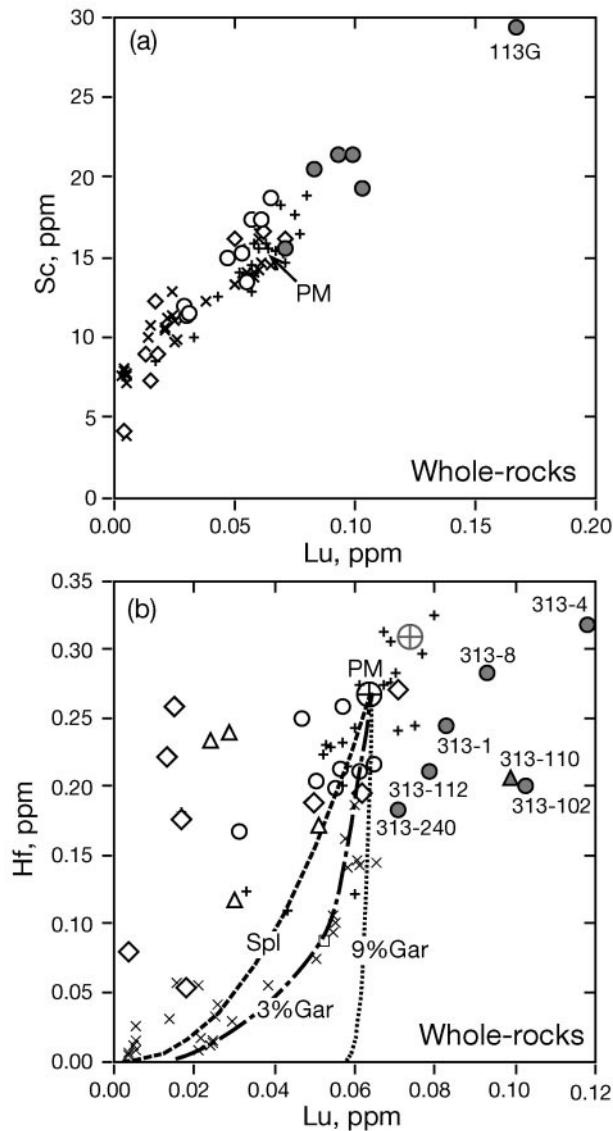 (a)
30
25
20
15
10
5
0
Sc, ppm
113G
PM
Whole-rocks
0.00 0.05 0.10 0.15 0.20
Lu, ppm
(b)
0.35
0.30
0.25
0.20
0.15
0.10
0.05
0.00
Hf, ppm
313-4
PM
313-8
313-1
313-110
313-112
313-102
313-240
Spl
9%Gar
3%Gar
Whole-rocks
0.00 0.02 0.04 0.06 0.08 0.10 0.12
Lu, ppm